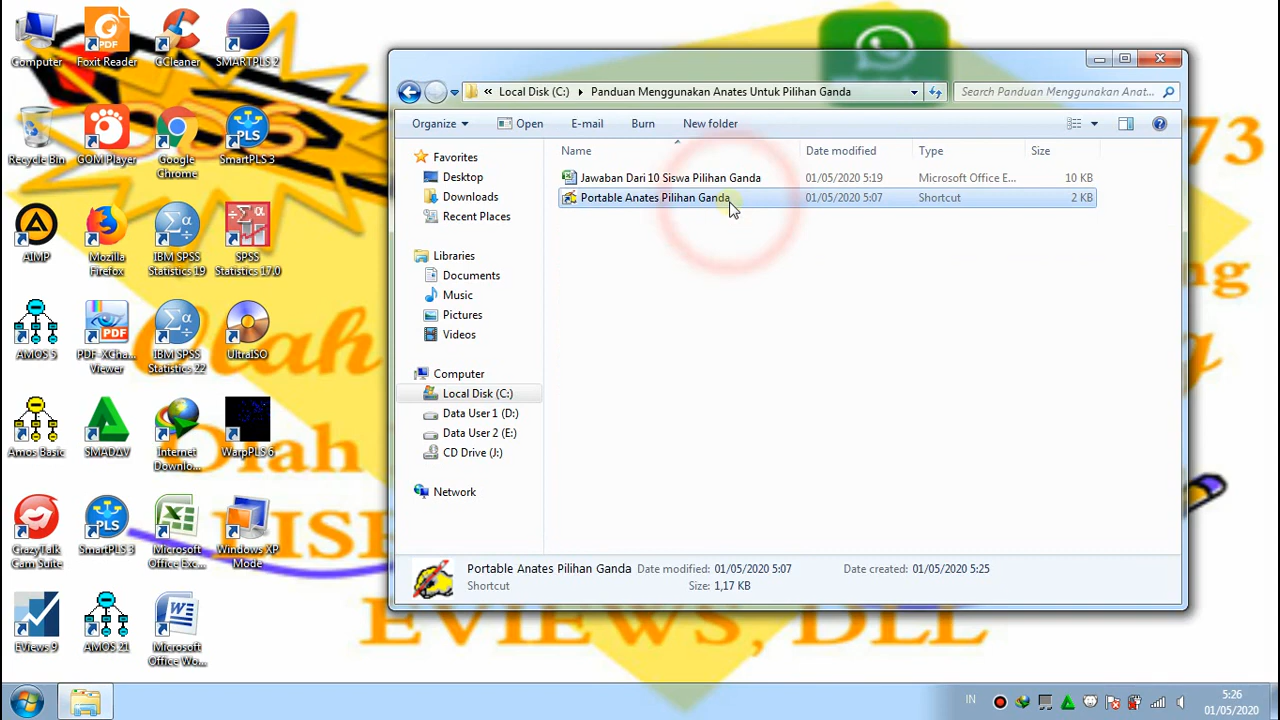 Computer
Foxit Reader
CCleaner
SMARTPLS 2
Recycle Bin
GOM Player
Google Chrome
SmartPLS 3
AIMP
Mozilla Firefox
IBM SPSS Statistics 19
SPSS Statistics 17.0
AMOS 5
PDF-XCha... Viewer
IBM SPSS Statistics 22
UltraISO
Amos Basic
SMADΔV
Internet Downlo...
WarpPLS 6
CrazyTalk Cam Suite
SmartPLS 3
Microsoft Office Exc...
Windows XP Mode
EViews 9
AMOS 21
Microsoft Office Wo...
Local Disk (C:)
Panduan Menggunakan Anates Untuk Pilihan Ganda
Search Panduan Menggunakan Anat...
Organize
Open
E-mail
Burn
New folder
Favorites
Desktop
Downloads
Recent Places
Libraries
Documents
Music
Pictures
Videos
Computer
Local Disk (C:)
Data User 1 (D:)
Data User 2 (E:)
CD Drive (J:)
Network
Name Date modified Type Size
Jawaban Dari 10 Siswa Pilihan Ganda 01/05/2020 5:19 Microsoft Office E... 10 KB
Portable Anates Pilihan Ganda 01/05/2020 5:07 Shortcut 2 KB
Portable Anates Pilihan Ganda Date modified: 01/05/2020 5:07 Date created: 01/05/2020 5:25
Shortcut Size: 1,17 KB
Olah
Olah
EVIEWS, DLL
IN
5:26
01/05/2020